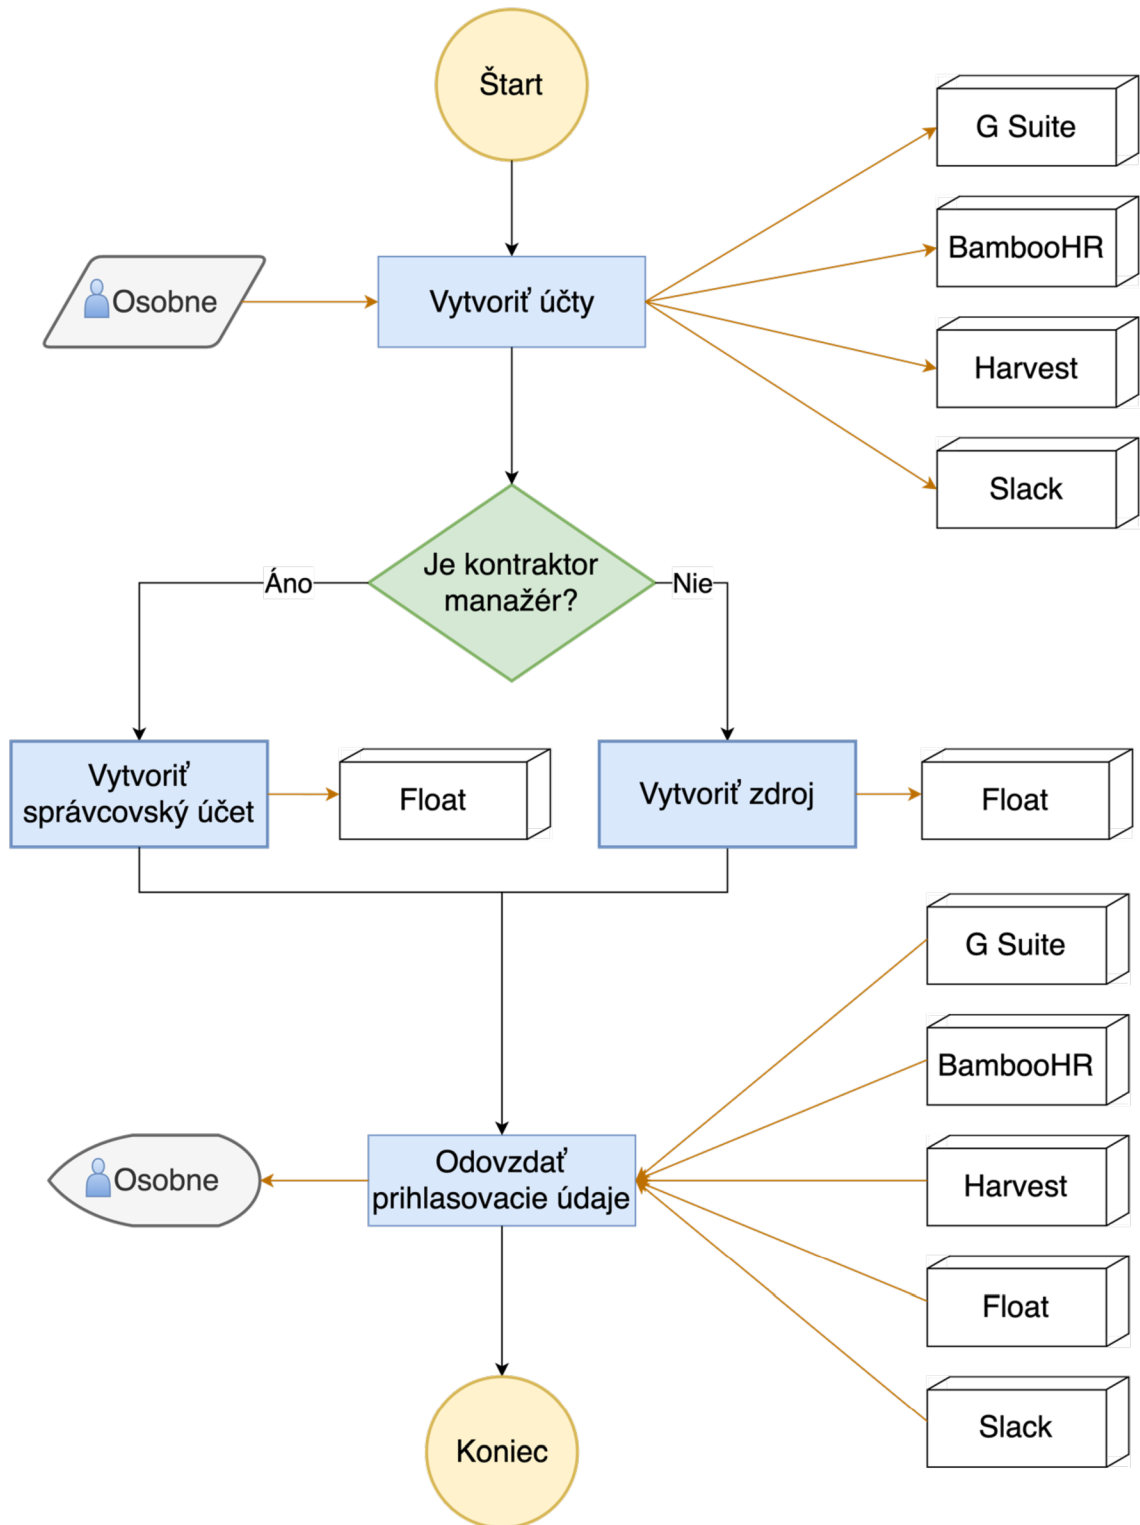 Štart
G Suite
BambooHR
Osobne
Vytvoriť účty
Harvest
Slack
Je kontraktor
manažér?
Áno
Nie
Vytvoriť
správcovský účet
Float
Vytvoriť zdroj
Float
G Suite
BambooHR
Osobne
Odovzdať
prihlasovacie údaje
Harvest
Float
Slack
Koniec